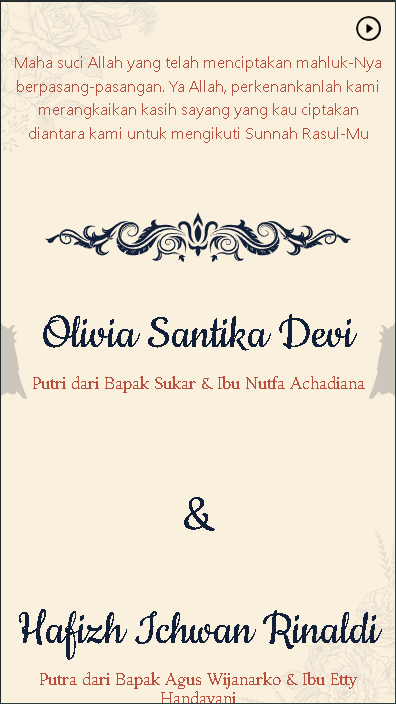 Maha suci Allah yang telah menciptakan mahluk-Nya
berpasang-pasangan. Ya Allah, perkenankanlah kami
merangkaikan kasih sayang yang kau ciptakan
diantara kami untuk mengikuti Sunnah Rasul-Mu
Olivia Santika Devi
Putri dari Bapak Sukar & Ibu Nutfa Achadiana
&
Hafizh Ichwan Rinaldi
Putra dari Bapak Agus Wijanarko & Ibu Etty
Handayani